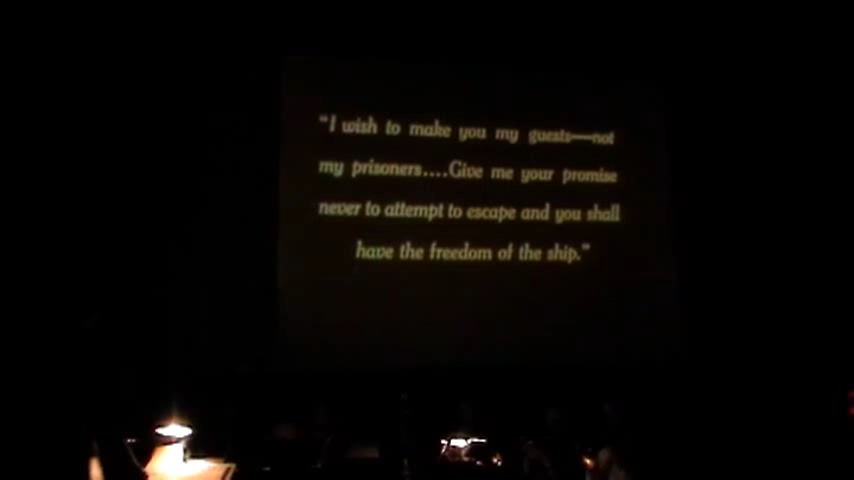 "I wish to make you my guests—not
my prisoners....Give me your promise
never to attempt to escape and you shall
have the freedom of the ship."